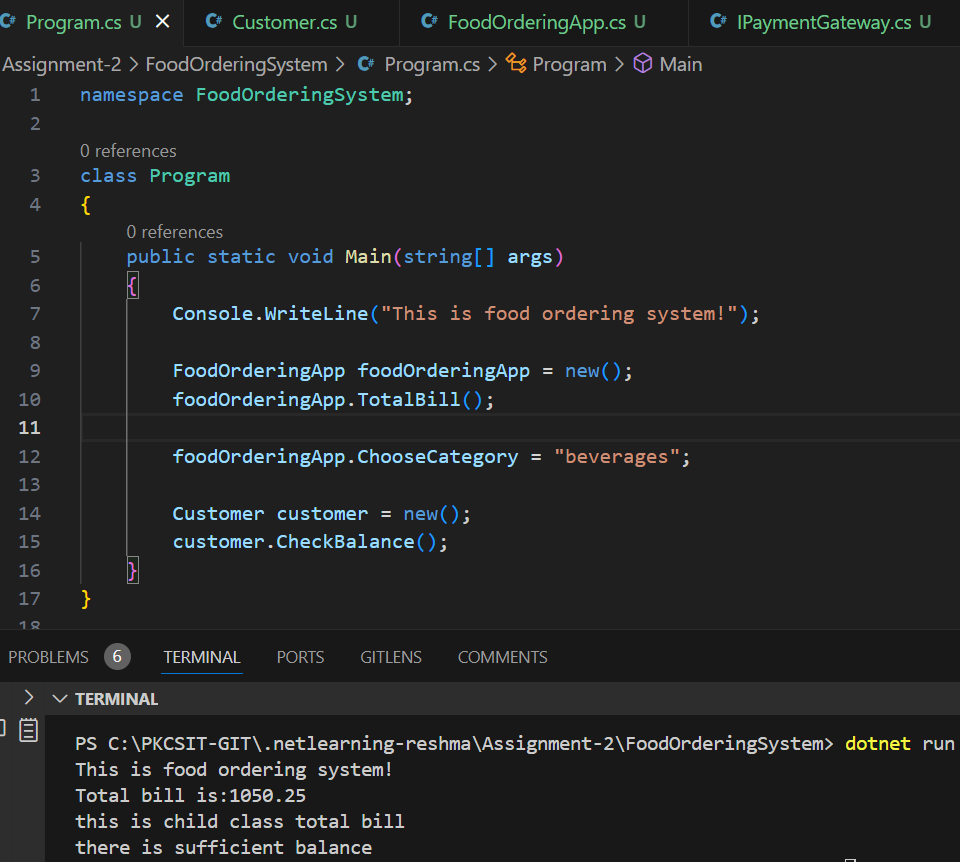 Program.cs U
Customer.cs U
FoodOrderingApp.cs U
IPaymentGateway.cs U
Assignment-2 > FoodOrderingSystem > Program.cs > Program > Main
1 namespace FoodOrderingSystem;
2
0 references
3 class Program
4 {
0 references
5 public static void Main(string[] args)
6 {
7 Console.WriteLine("This is food ordering system!");
8
9 FoodOrderingApp foodOrderingApp = new();
10 foodOrderingApp.TotalBill();
11
12 foodOrderingApp.ChooseCategory = "beverages";
13
14 Customer customer = new();
15 customer.CheckBalance();
16 }
17 }
18
PROBLEMS 6 TERMINAL PORTS GITLENS COMMENTS
TERMINAL
PS C:\PKCSIT-GIT\.netlearning-reshma\Assignment-2\FoodOrderingSystem> dotnet run
This is food ordering system!
Total bill is:1050.25
this is child class total bill
there is sufficient balance